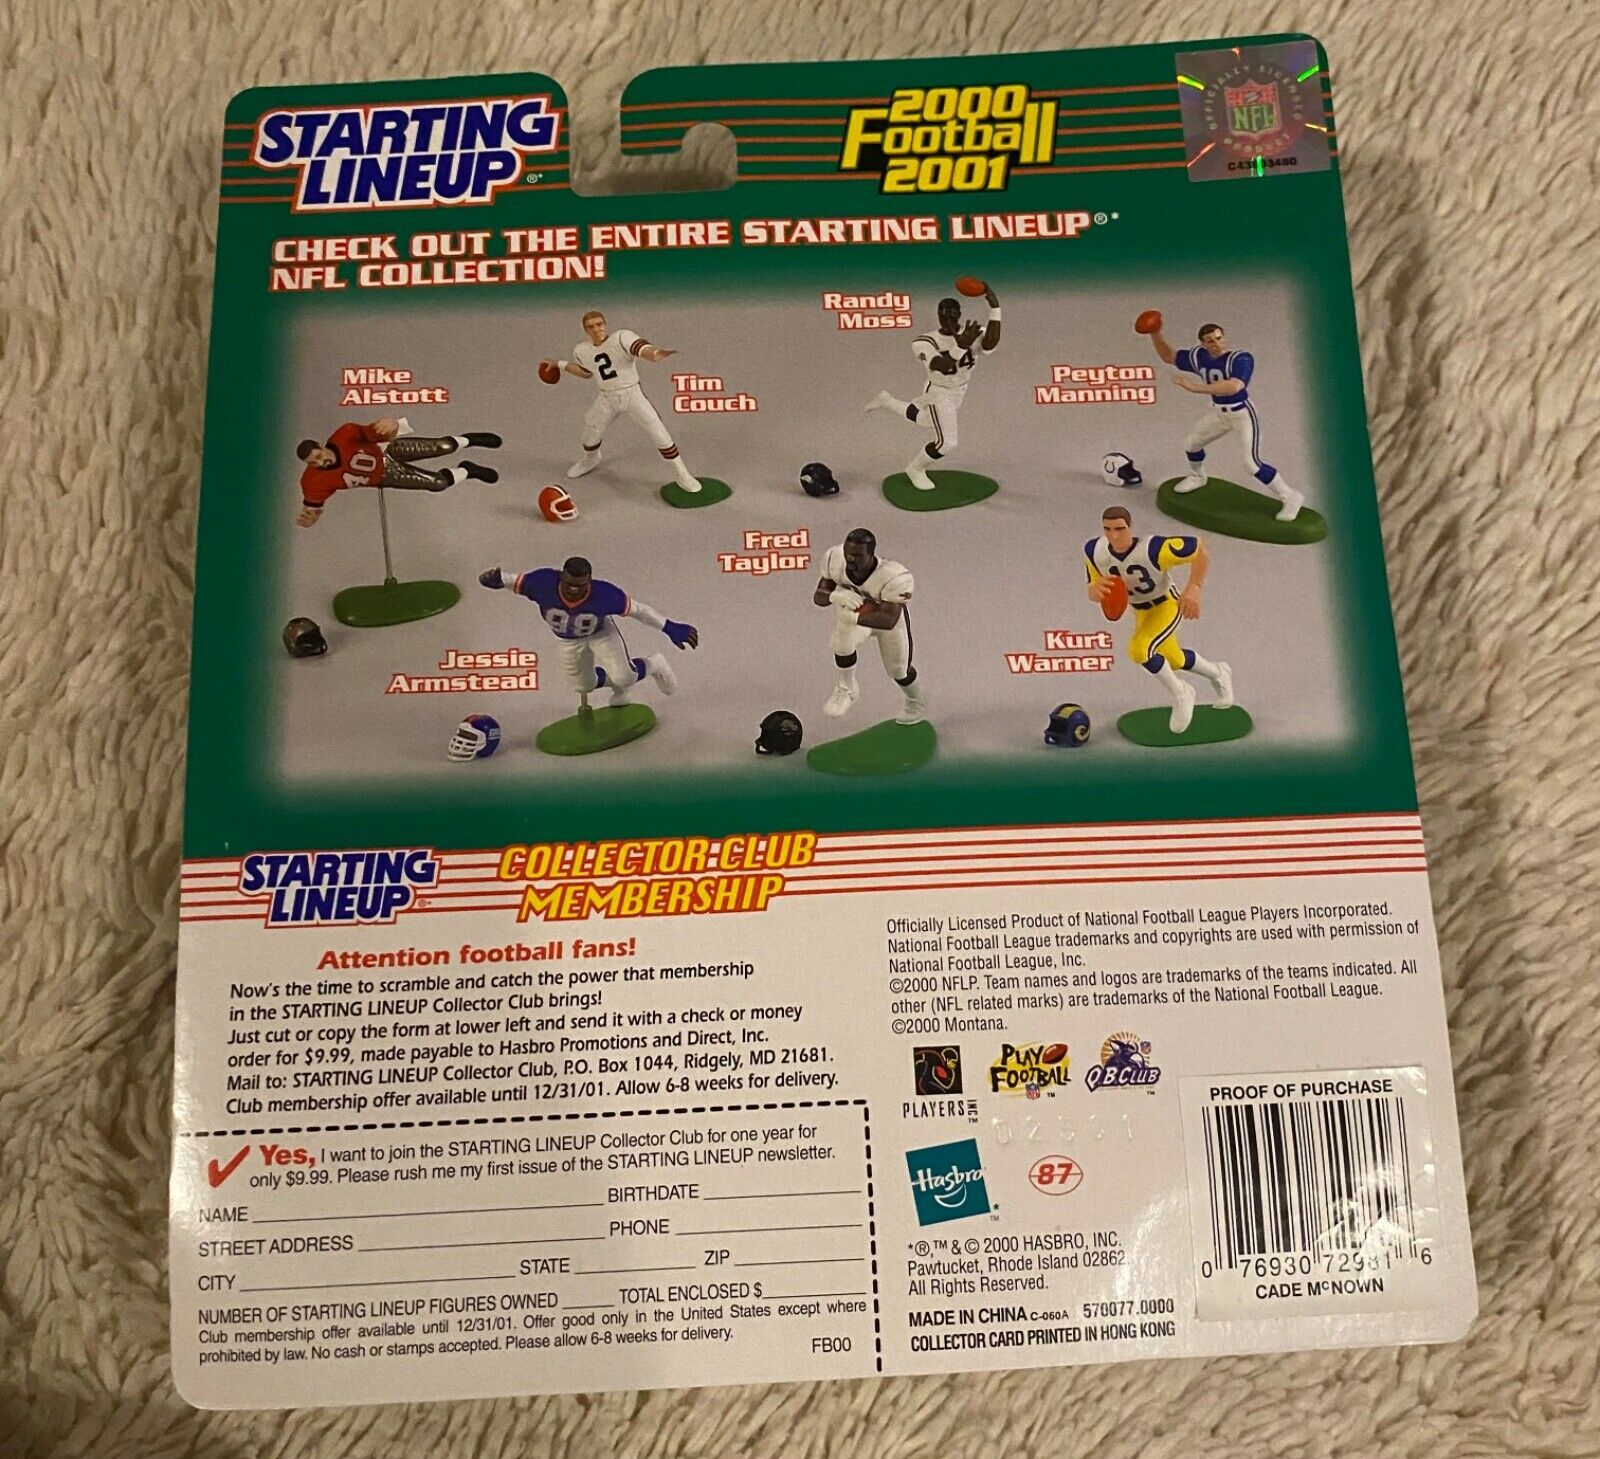 STARTING
LINEUP®*
2000
Football
2001
OFFICIALLY LICENSED
NFL
PRODUCT
CHECK OUT THE ENTIRE STARTING LINEUP®*
NFL COLLECTION!
Mike
Alstott
2
Tim
Couch
Randy
Moss
Peyton
Manning
40
Jessie
Armstead
98
Fred
Taylor
Kurt
Warner
13
STARTING
LINEUP
COLLECTOR CLUB
MEMBERSHIP
Attention football fans!
Now's the time to scramble and catch the power that membership
in the STARTING LINEUP Collector Club brings!
Just cut or copy the form at lower left and send it with a check or money
order for $9.99, made payable to Hasbro Promotions and Direct, Inc.
Mail to: STARTING LINEUP Collector Club, P.O. Box 1044, Ridgely, MD 21681.
Club membership offer available until 12/31/01. Allow 6-8 weeks for delivery.
Yes, I want to join the STARTING LINEUP Collector Club for one year for
only $9.99. Please rush me my first issue of the STARTING LINEUP newsletter.
NAME BIRTHDATE
STREET ADDRESS PHONE
CITY STATE ZIP
NUMBER OF STARTING LINEUP FIGURES OWNED TOTAL ENCLOSED $
Club membership offer available until 12/31/01. Offer good only in the United States except where
prohibited by law. No cash or stamps accepted. Please allow 6-8 weeks for delivery.
FB00
Officially Licensed Product of National Football League Players Incorporated.
National Football League trademarks and copyrights are used with permission of
National Football League, Inc.
©2000 NFLP. Team names and logos are trademarks of the teams indicated. All
other (NFL related marks) are trademarks of the National Football League.
©2000 Montana.
PLAYERS INC ™
PLAY
FOOTBALL
NFL ™
QB CLUB ™
Hasbro
*
™
87
*®,™ & © 2000 HASBRO, INC.
Pawtucket, Rhode Island 02862.
All Rights Reserved.
MADE IN CHINA C-060A 570077.0000
COLLECTOR CARD PRINTED IN HONG KONG
PROOF OF PURCHASE
0 76930 72981 6
CADE McNOWN